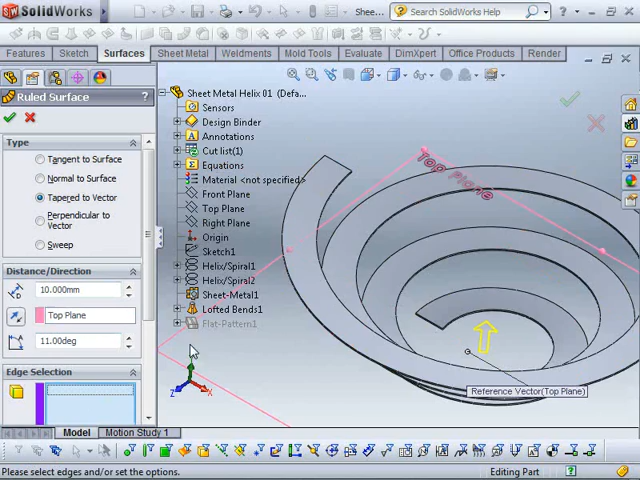 SolidWorks
Shee...
Search SolidWorks Help
Features
Sketch
Surfaces
Sheet Metal
Weldments
Mold Tools
Evaluate
DimXpert
Office Products
Render
Ruled Surface
?
Type
Tangent to Surface
Normal to Surface
Tapered to Vector
Perpendicular to
Vector
Sweep
Distance/Direction
10.000mm
Top Plane
11.00deg
Edge Selection
Sheet Metal Helix 01 (Defa...
Sensors
Design Binder
Annotations
Cut list(1)
Equations
Material <not specified>
Front Plane
Top Plane
Right Plane
Origin
Sketch1
Helix/Spiral1
Helix/Spiral2
Sheet-Metal1
Lofted Bends1
Flat-Pattern1
Top Plane
Reference Vector(Top Plane)
Z
X
Model
Motion Study 1
Please select edges and/or set the options.
Editing Part